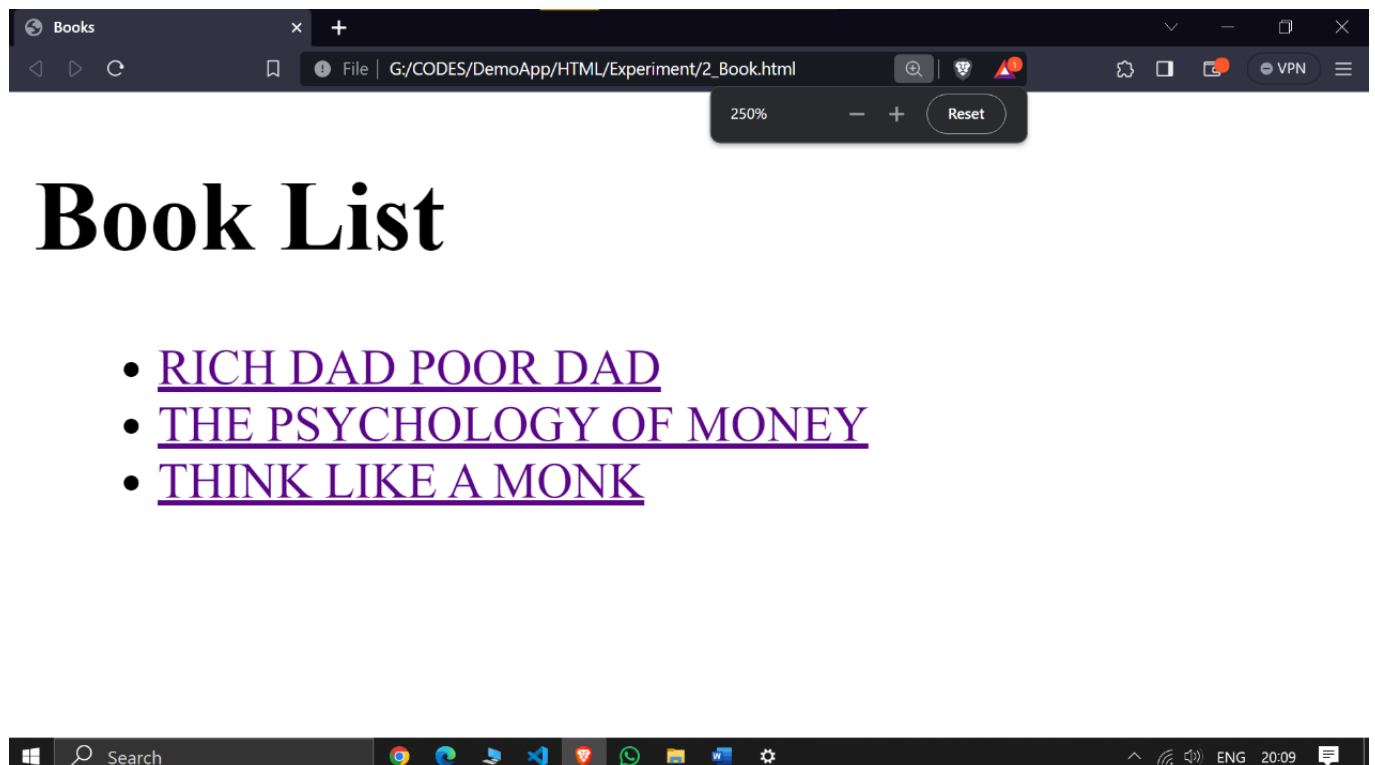 Books
File
G:/CODES/DemoApp/HTML/Experiment/2_Book.html
1
VPN
250%
Reset
Book List
RICH DAD POOR DAD
THE PSYCHOLOGY OF MONEY
THINK LIKE A MONK
Search
ENG 20:09